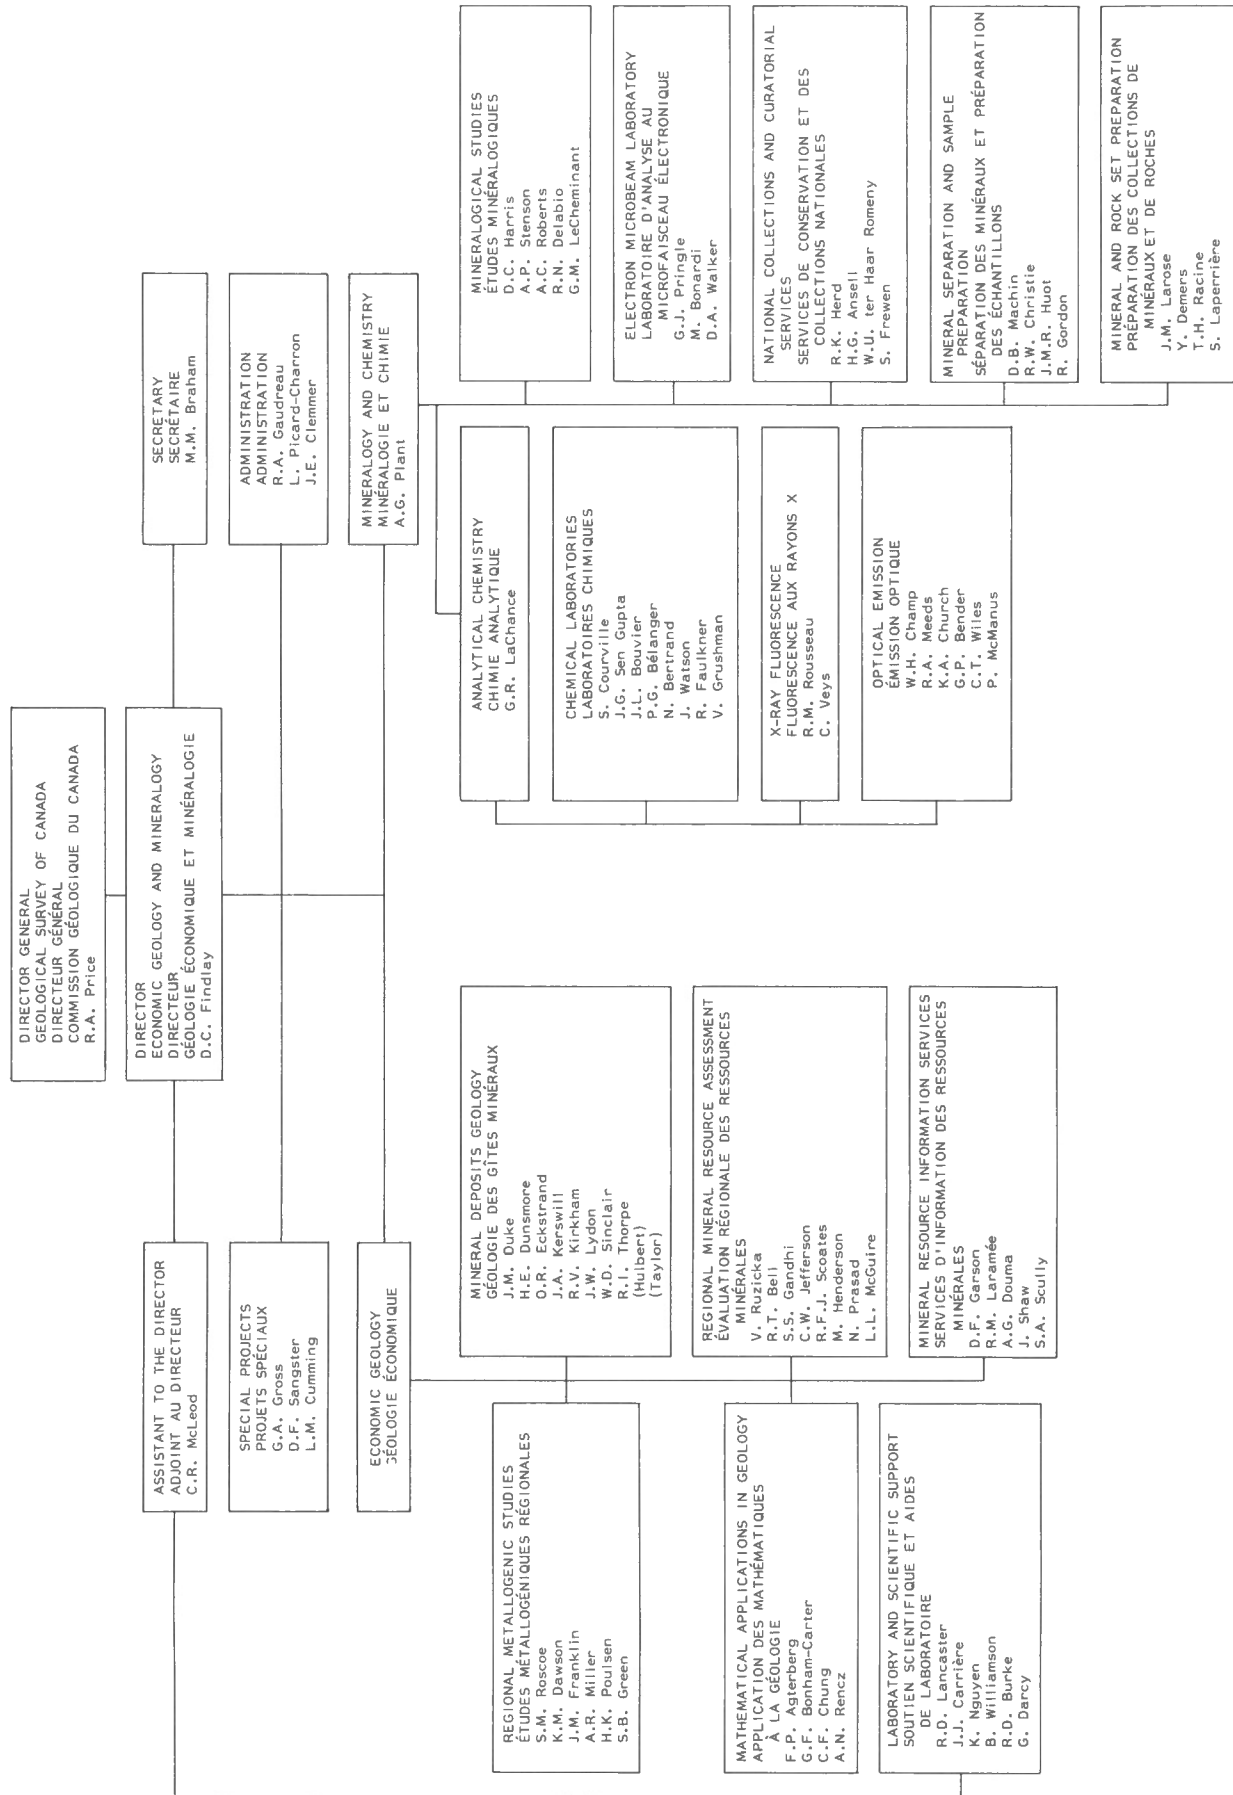 DIRECTOR GENERAL
GEOLOGICAL SURVEY OF CANADA
DIRECTEUR GÉNÉRAL
COMMISSION GÉOLOGIQUE DU CANADA
R.A. Price
DIRECTOR
ECONOMIC GEOLOGY AND MINERALOGY
DIRECTEUR
GÉOLOGIE ÉCONOMIQUE ET MINÉRALOGIE
D.C. Findlay
ASSISTANT TO THE DIRECTOR
ADJOINT AU DIRECTEUR
C.R. McLeod
SECRETARY
SECRÉTAIRE
M.M. Braham
SPECIAL PROJECTS
PROJETS SPÉCIAUX
G.A. Gross
D.F. Sangster
L.M. Cumming
ADMINISTRATION
ADMINISTRATION
R.A. Gaudreau
L. Picard-Charron
J.E. Clemmer
ECONOMIC GEOLOGY
GÉOLOGIE ÉCONOMIQUE
MINERALOGY AND CHEMISTRY
MINÉRALOGIE ET CHIMIE
A.G. Plant
REGIONAL METALLOGENIC STUDIES
ÉTUDES MÉTALLOGÉNIQUES RÉGIONALES
S.M. Roscoe
K.M. Dawson
J.M. Franklin
A.R. Miller
H.K. Poulsen
S.B. Green
MINERAL DEPOSITS GEOLOGY
GÉOLOGIE DES GÎTES MINÉRAUX
J.M. Duke
H.E. Dunsmore
O.R. Eckstrand
J.A. Kerswill
R.V. Kirkham
J.W. Lydon
W.D. Sinclair
R.I. Thorpe
(Hulbert)
(Taylor)
MATHEMATICAL APPLICATIONS IN GEOLOGY
APPLICATION DES MATHÉMATIQUES
À LA GÉOLOGIE
F.P. Agterberg
G.F. Bonham-Carter
C.F. Chung
A.N. Rencz
REGIONAL MINERAL RESOURCE ASSESSMENT
ÉVALUATION RÉGIONALE DES RESSOURCES
MINÉRALES
V. Ruzicka
R.T. Bell
S.S. Gandhi
C.W. Jefferson
R.F.J. Scoates
M. Henderson
N. Prasad
L.L. McGuire
LABORATORY AND SCIENTIFIC SUPPORT
SOUTIEN SCIENTIFIQUE ET AIDES
DE LABORATOIRE
R.D. Lancaster
J.J. Carrière
K. Nguyen
B. Williamson
R.D. Burke
G. Darcy
MINERAL RESOURCE INFORMATION SERVICES
SERVICES D'INFORMATION DES RESSOURCES
MINÉRALES
D.F. Garson
R.M. Laramée
A.G. Douma
J. Shaw
S.A. Scully
ANALYTICAL CHEMISTRY
CHIMIE ANALYTIQUE
G.R. LaChance
CHEMICAL LABORATORIES
LABORATOIRES CHIMIQUES
S. Courville
J.G. Sen Gupta
J.L. Bouvier
P.G. Bélanger
N. Bertrand
J. Watson
R. Faulkner
V. Grushman
X-RAY FLUORESCENCE
FLUORESCENCE AUX RAYONS X
R.M. Rousseau
C. Veys
OPTICAL EMISSION
ÉMISSION OPTIQUE
W.H. Champ
R.A. Meeds
K.A. Church
G.P. Bender
C.T. Wiles
P. McManus
MINERALOGICAL STUDIES
ÉTUDES MINÉRALOGIQUES
D.C. Harris
A.P. Stenson
A.C. Roberts
R.N. Delabio
G.M. LeCheminant
ELECTRON MICROBEAM LABORATORY
LABORATOIRE D'ANALYSE AU
MICROFAISCEAU ÉLECTRONIQUE
G.J. Pringle
M. Bonardi
D.A. Walker
NATIONAL COLLECTIONS AND CURATORIAL
SERVICES
SERVICES DE CONSERVATION ET DES
COLLECTIONS NATIONALES
R.K. Herd
H.G. Ansell
W.U. ter Haar Romeny
S. Frewen
MINERAL SEPARATION AND SAMPLE
PREPARATION
SÉPARATION DES MINÉRAUX ET PRÉPARATION
DES ÉCHANTILLONS
D.B. Machin
R.W. Christie
J.M.R. Huot
R. Gordon
MINERAL AND ROCK SET PREPARATION
PRÉPARATION DES COLLECTIONS DE
MINÉRAUX ET DE ROCHES
J.M. Larose
Y. Demers
T.H. Racine
S. Laperrière